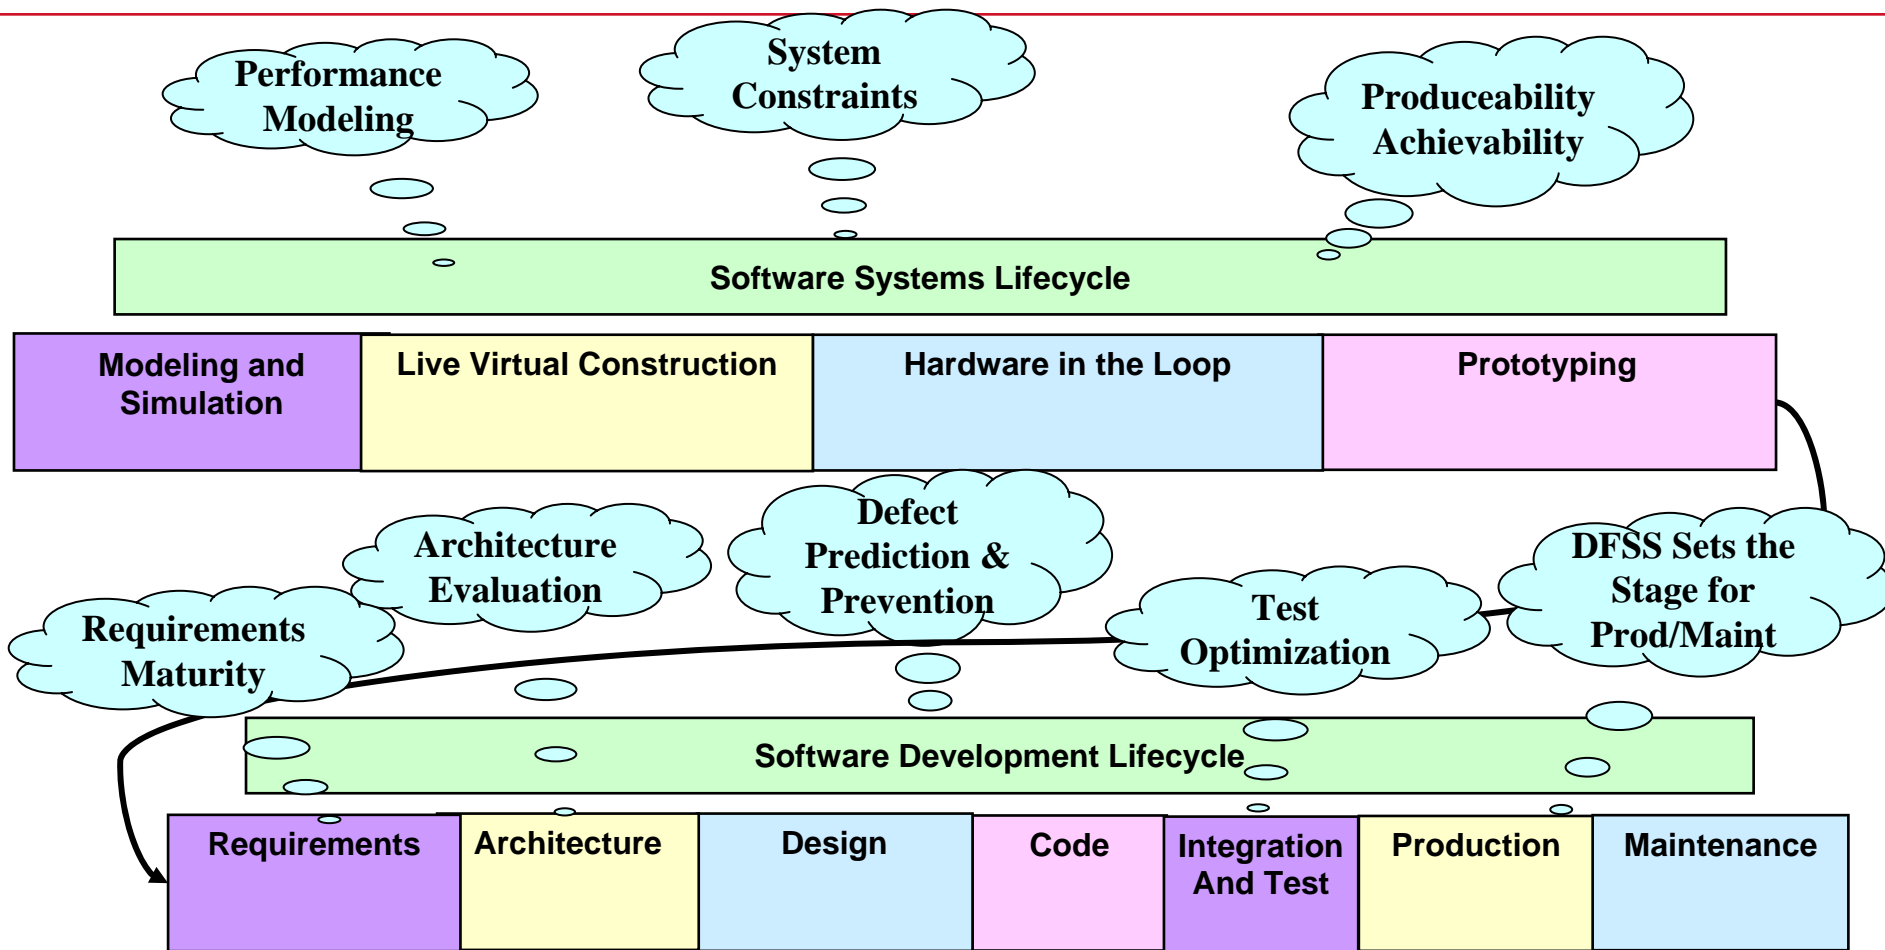 Performance
Modeling
System
Constraints
Produceability
Achievability
Software Systems Lifecycle
Modeling and
Simulation
Live Virtual Construction
Hardware in the Loop
Prototyping
Requirements
Maturity
Architecture
Evaluation
Defect
Prediction &
Prevention
Test
Optimization
DFSS Sets the
Stage for
Prod/Maint
Software Development Lifecycle
Requirements
Architecture
Design
Code
Integration
And Test
Production
Maintenance